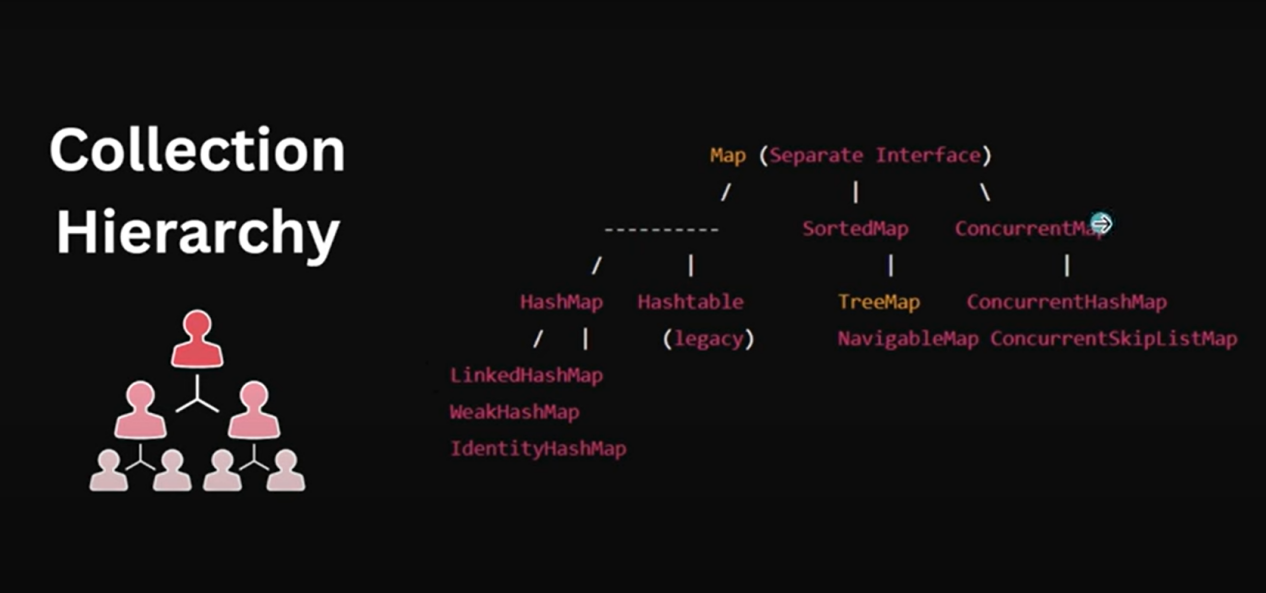 Collection
Hierarchy
Map (Separate Interface)
/ | \
---------- SortedMap ConcurrentMap
/ | | |
HashMap Hashtable TreeMap ConcurrentHashMap
/ | (legacy) NavigableMap ConcurrentSkipListMap
LinkedHashMap
WeakHashMap
IdentityHashMap